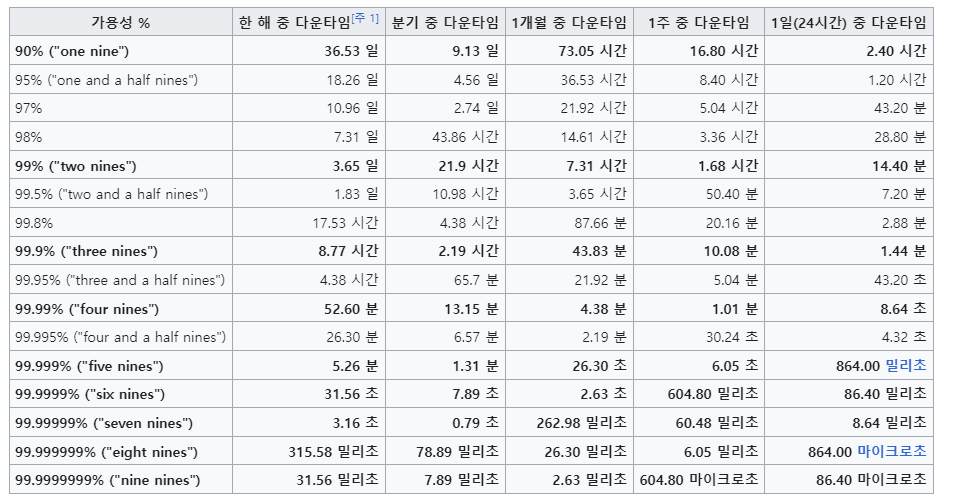 가용성 % 한 해 중 다운타임[주 1] 분기 중 다운타임 1개월 중 다운타임 1주 중 다운타임 1일(24시간) 중 다운타임
90% ("one nine") 36.53 일 9.13 일 73.05 시간 16.80 시간 2.40 시간
95% ("one and a half nines") 18.26 일 4.56 일 36.53 시간 8.40 시간 1.20 시간
97% 10.96 일 2.74 일 21.92 시간 5.04 시간 43.20 분
98% 7.31 일 43.86 시간 14.61 시간 3.36 시간 28.80 분
99% ("two nines") 3.65 일 21.9 시간 7.31 시간 1.68 시간 14.40 분
99.5% ("two and a half nines") 1.83 일 10.98 시간 3.65 시간 50.40 분 7.20 분
99.8% 17.53 시간 4.38 시간 87.66 분 20.16 분 2.88 분
99.9% ("three nines") 8.77 시간 2.19 시간 43.83 분 10.08 분 1.44 분
99.95% ("three and a half nines") 4.38 시간 65.7 분 21.92 분 5.04 분 43.20 초
99.99% ("four nines") 52.60 분 13.15 분 4.38 분 1.01 분 8.64 초
99.995% ("four and a half nines") 26.30 분 6.57 분 2.19 분 30.24 초 4.32 초
99.999% ("five nines") 5.26 분 1.31 분 26.30 초 6.05 초 864.00 밀리초
99.9999% ("six nines") 31.56 초 7.89 초 2.63 초 604.80 밀리초 86.40 밀리초
99.99999% ("seven nines") 3.16 초 0.79 초 262.98 밀리초 60.48 밀리초 8.64 밀리초
99.999999% ("eight nines") 315.58 밀리초 78.89 밀리초 26.30 밀리초 6.05 밀리초 864.00 마이크로초
99.9999999% ("nine nines") 31.56 밀리초 7.89 밀리초 2.63 밀리초 604.80 마이크로초 86.40 마이크로초